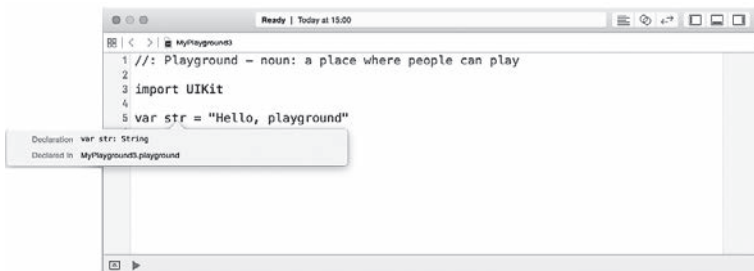 Ready | Today at 15:00
MyPlayground3
1 //: Playground – noun: a place where people can play
2
3 import UIKit
4
5 var str = "Hello, playground"
Declaration var str: String
Declared In MyPlayground3.playground